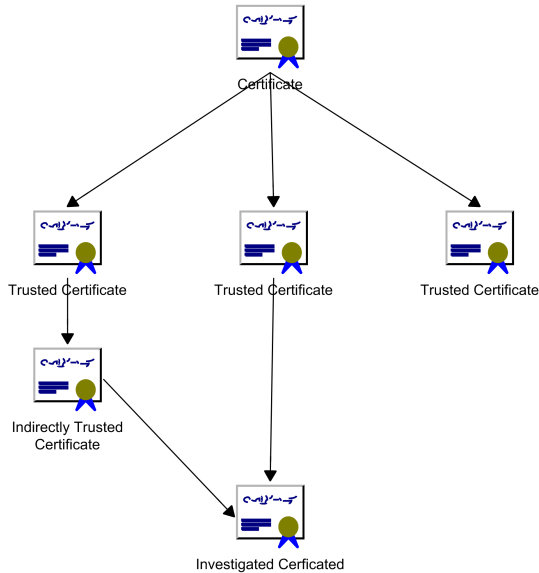 Certificate
Trusted Certificate
Trusted Certificate
Trusted Certificate
Indirectly Trusted
Certificate
Investigated Cerficated